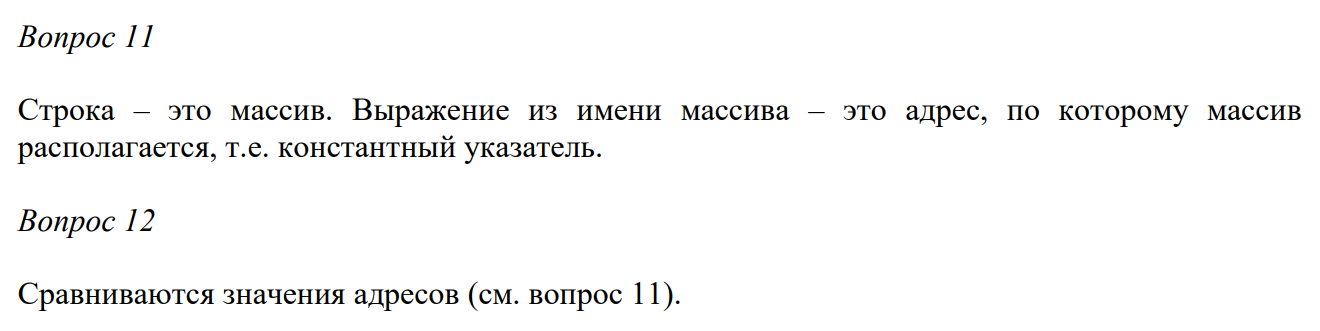 Вопрос 11
Строка – это массив. Выражение из имени массива – это адрес, по которому массив
располагается, т.е. константный указатель.
Вопрос 12
Сравниваются значения адресов (см. вопрос 11).